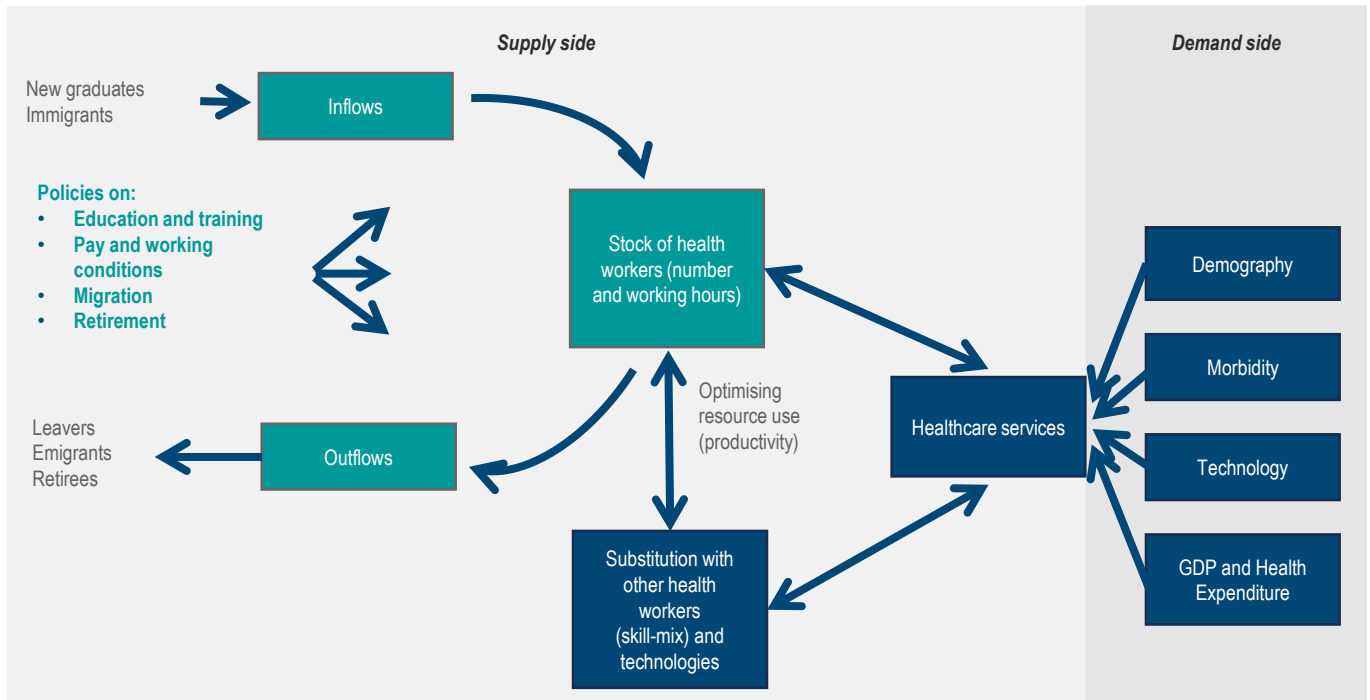 Supply side
Demand side
New graduates
Immigrants
Inflows
Policies on:
• Education and training
• Pay and working
conditions
• Migration
• Retirement
Stock of health
workers (number
and working hours)
Demography
Morbidity
Optimising
resource use
(productivity)
Healthcare services
Leavers
Emigrants
Retirees
Outflows
Technology
Substitution with
other health
workers
(skill-mix) and
technologies
GDP and Health
Expenditure